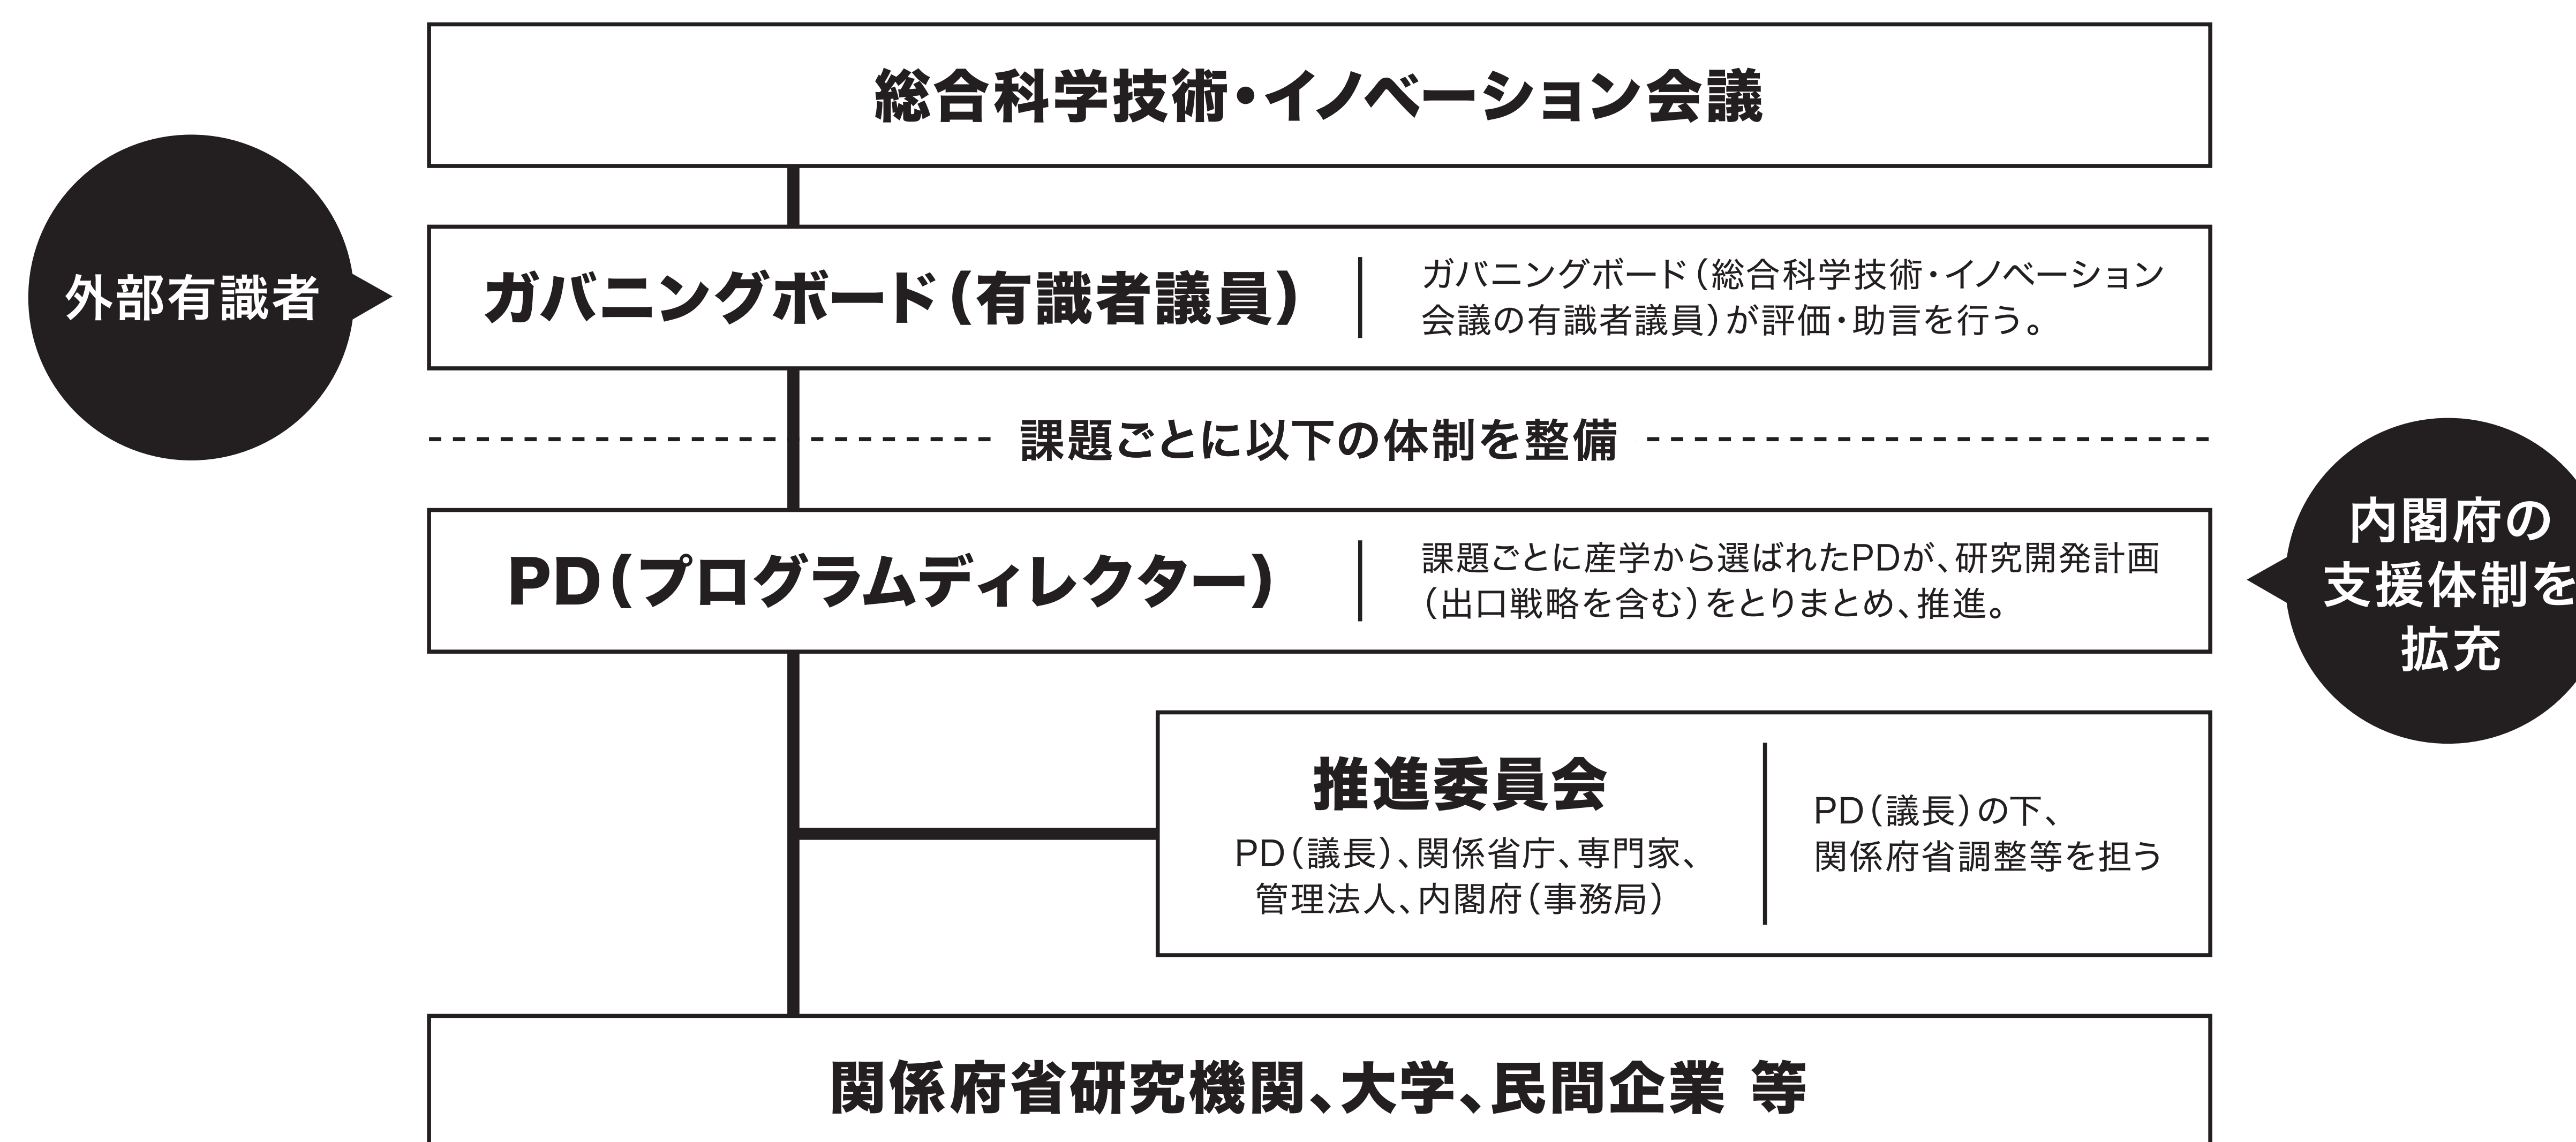 総合科学技術・イノベーション会議
外部有識者
ガバニングボード（有識者議員）
ガバニングボード（総合科学技術・イノベーション
会議の有識者議員）が評価・助言を行う。
課題ごとに以下の体制を整備
PD（プログラムディレクター）
課題ごとに産学から選ばれたPDが、研究開発計画
（出口戦略を含む）をとりまとめ、推進。
内閣府の
支援体制を
拡充
推進委員会
PD（議長）、関係省庁、専門家、
管理法人、内閣府（事務局）
PD（議長）の下、
関係府省調整等を担う
関係府省研究機関、大学、民間企業 等